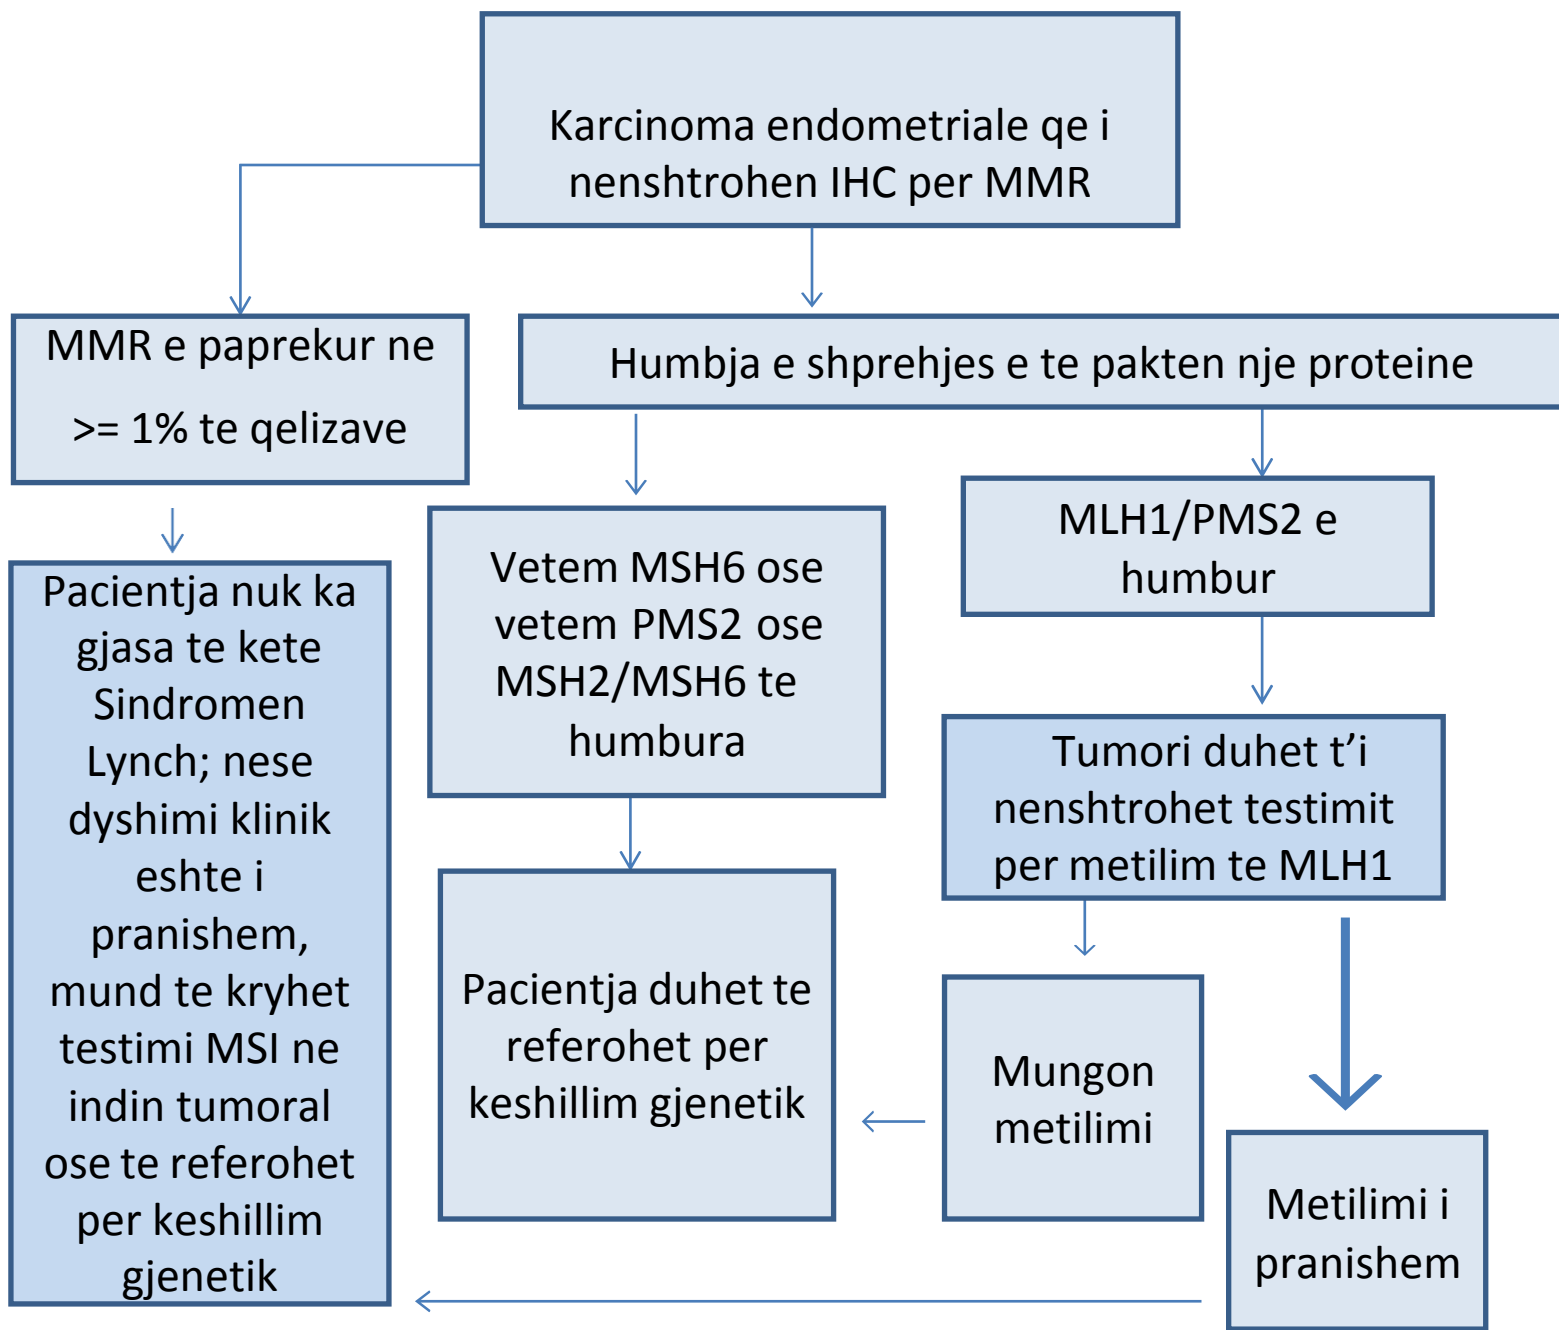 Karcinoma endometriale qe i
nenshtrohen IHC per MMR
MMR e paprekur ne
>= 1% te qelizave
Humbja e shprehjes e te pakten nje proteine
Pacientja nuk ka
gjasa te kete
Sindromen
Lynch; nese
dyshimi klinik
eshte i
pranishem,
mund te kryhet
testimi MSI ne
indin tumoral
ose te referohet
per keshillim
gjenetik
Vetem MSH6 ose
vetem PMS2 ose
MSH2/MSH6 te
humbura
MLH1/PMS2 e
humbur
Tumori duhet t’i
nenshtrohet testimit
per metilim te MLH1
Pacientja duhet te
referohet per
keshillim gjenetik
Mungon
metilimi
Metilimi i
pranishem